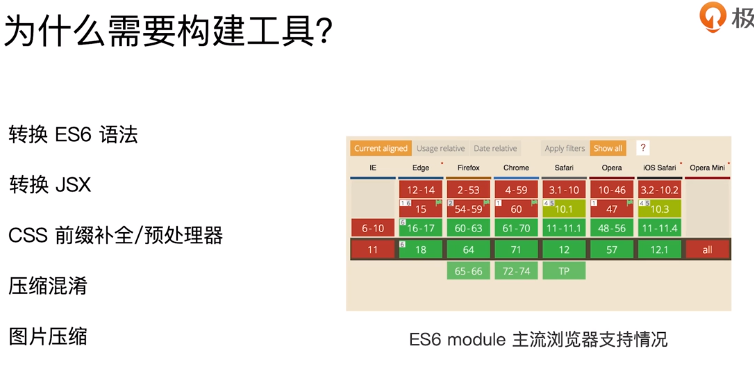 为什么需要构建工具?
极
转换 ES6 语法
转换 JSX
CSS 前缀补全/预处理器
压缩混淆
图片压缩
Current aligned Usage relative Date relative Apply filters Show all ?
IE Edge Firefox Chrome Safari Opera iOS Safari Opera Mini
12-14 2-53 4-59 3.1-10 10-46 3.2-10.2
15 54-59 60 10.1 47 10.3
6-10 16-17 60-63 61-70 11-11.1 48-56 11-11.4
11 18 64 71 12 57 12.1 all
65-66 72-74 TP
ES6 module 主流浏览器支持情况